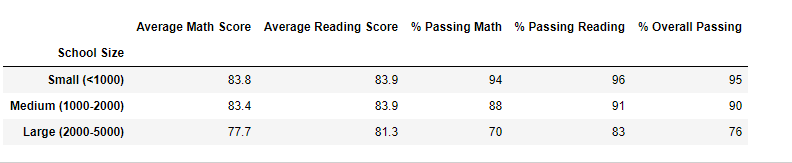 Average Math Score Average Reading Score % Passing Math % Passing Reading % Overall Passing
School Size
Small (<1000) 83.8 83.9 94 96 95
Medium (1000-2000) 83.4 83.9 88 91 90
Large (2000-5000) 77.7 81.3 70 83 76